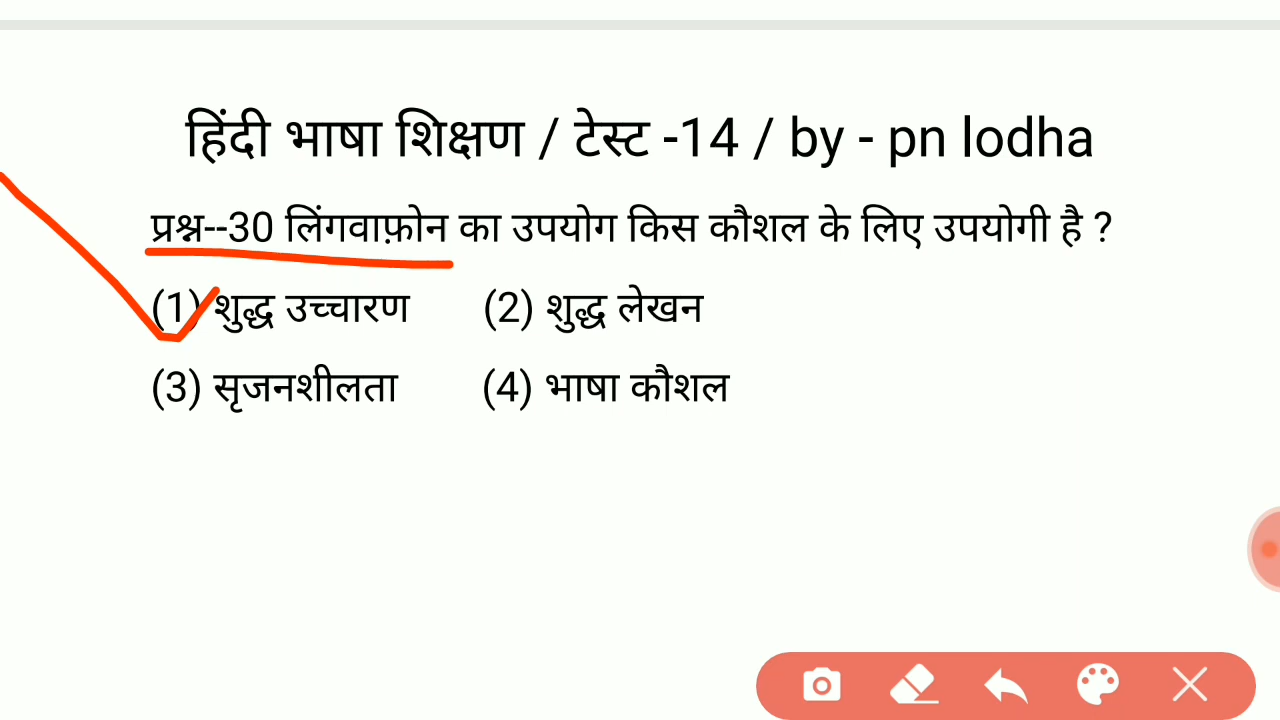 हिंदी भाषा शिक्षण / टेस्ट -14 / by - pn lodha
प्रश्न--30 लिंगवाफ़ोन का उपयोग किस कौशल के लिए उपयोगी है ?
(1) शुद्ध उच्चारण (2) शुद्ध लेखन
(3) सृजनशीलता (4) भाषा कौशल